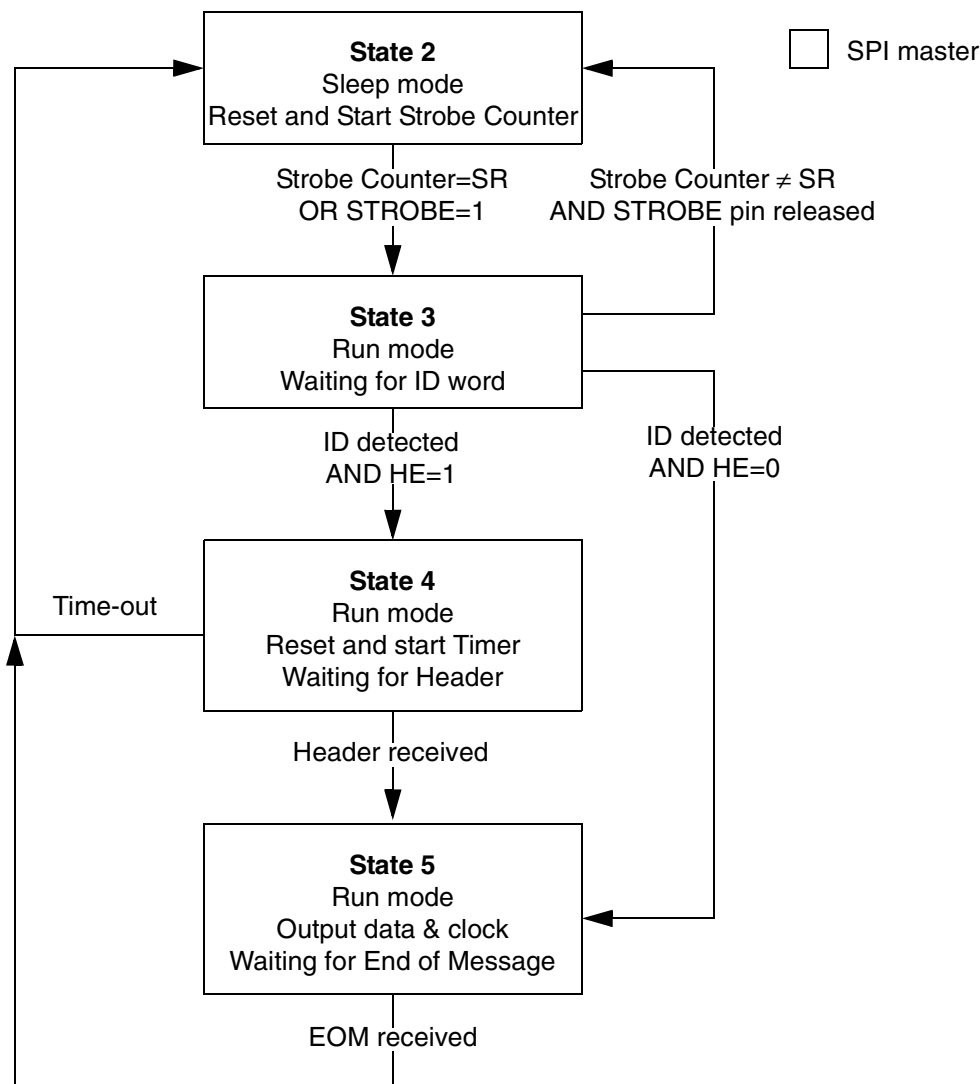 State 2
Sleep mode
Reset and Start Strobe Counter
SPI master
Strobe Counter=SR
OR STROBE=1
Strobe Counter ≠ SR
AND STROBE pin released
State 3
Run mode
Waiting for ID word
ID detected
AND HE=1
ID detected
AND HE=0
State 4
Run mode
Reset and start Timer
Waiting for Header
Time-out
Header received
State 5
Run mode
Output data & clock
Waiting for End of Message
EOM received